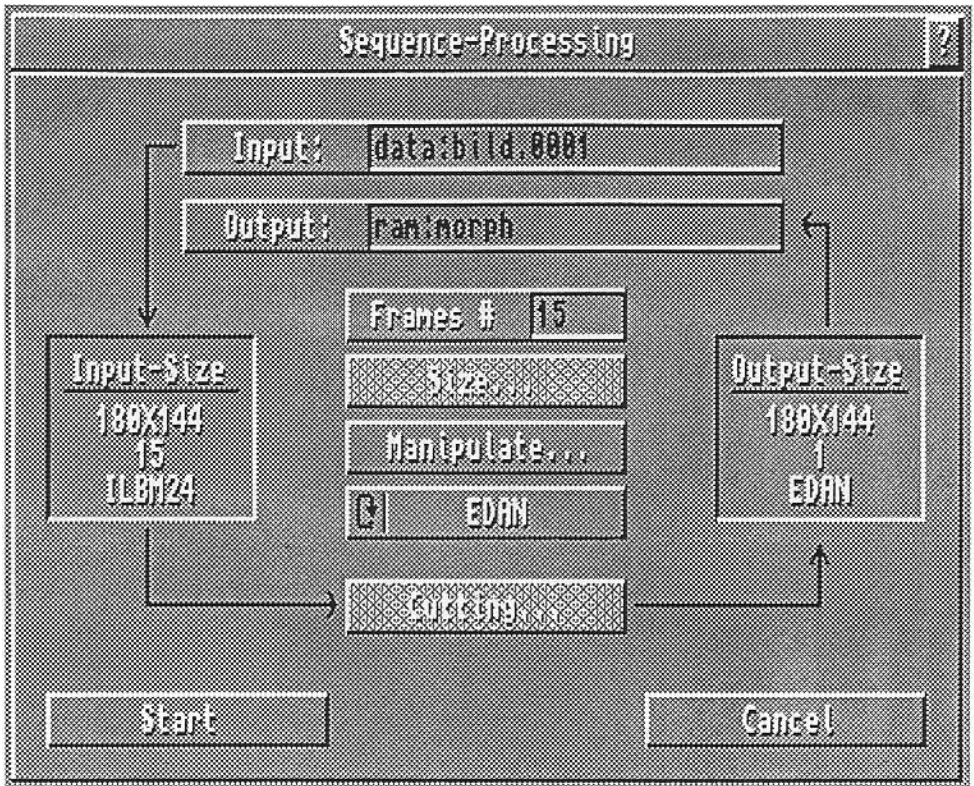 Sequence-Processing ?
Input: data:bild.0001
Output: ram:morph
Frames # 15
Input-Size
180X144
15
ILBM24
Size...
Manipulate...
EDAN
Cutting...
Output-Size
180X144
1
EDAN
Start
Cancel